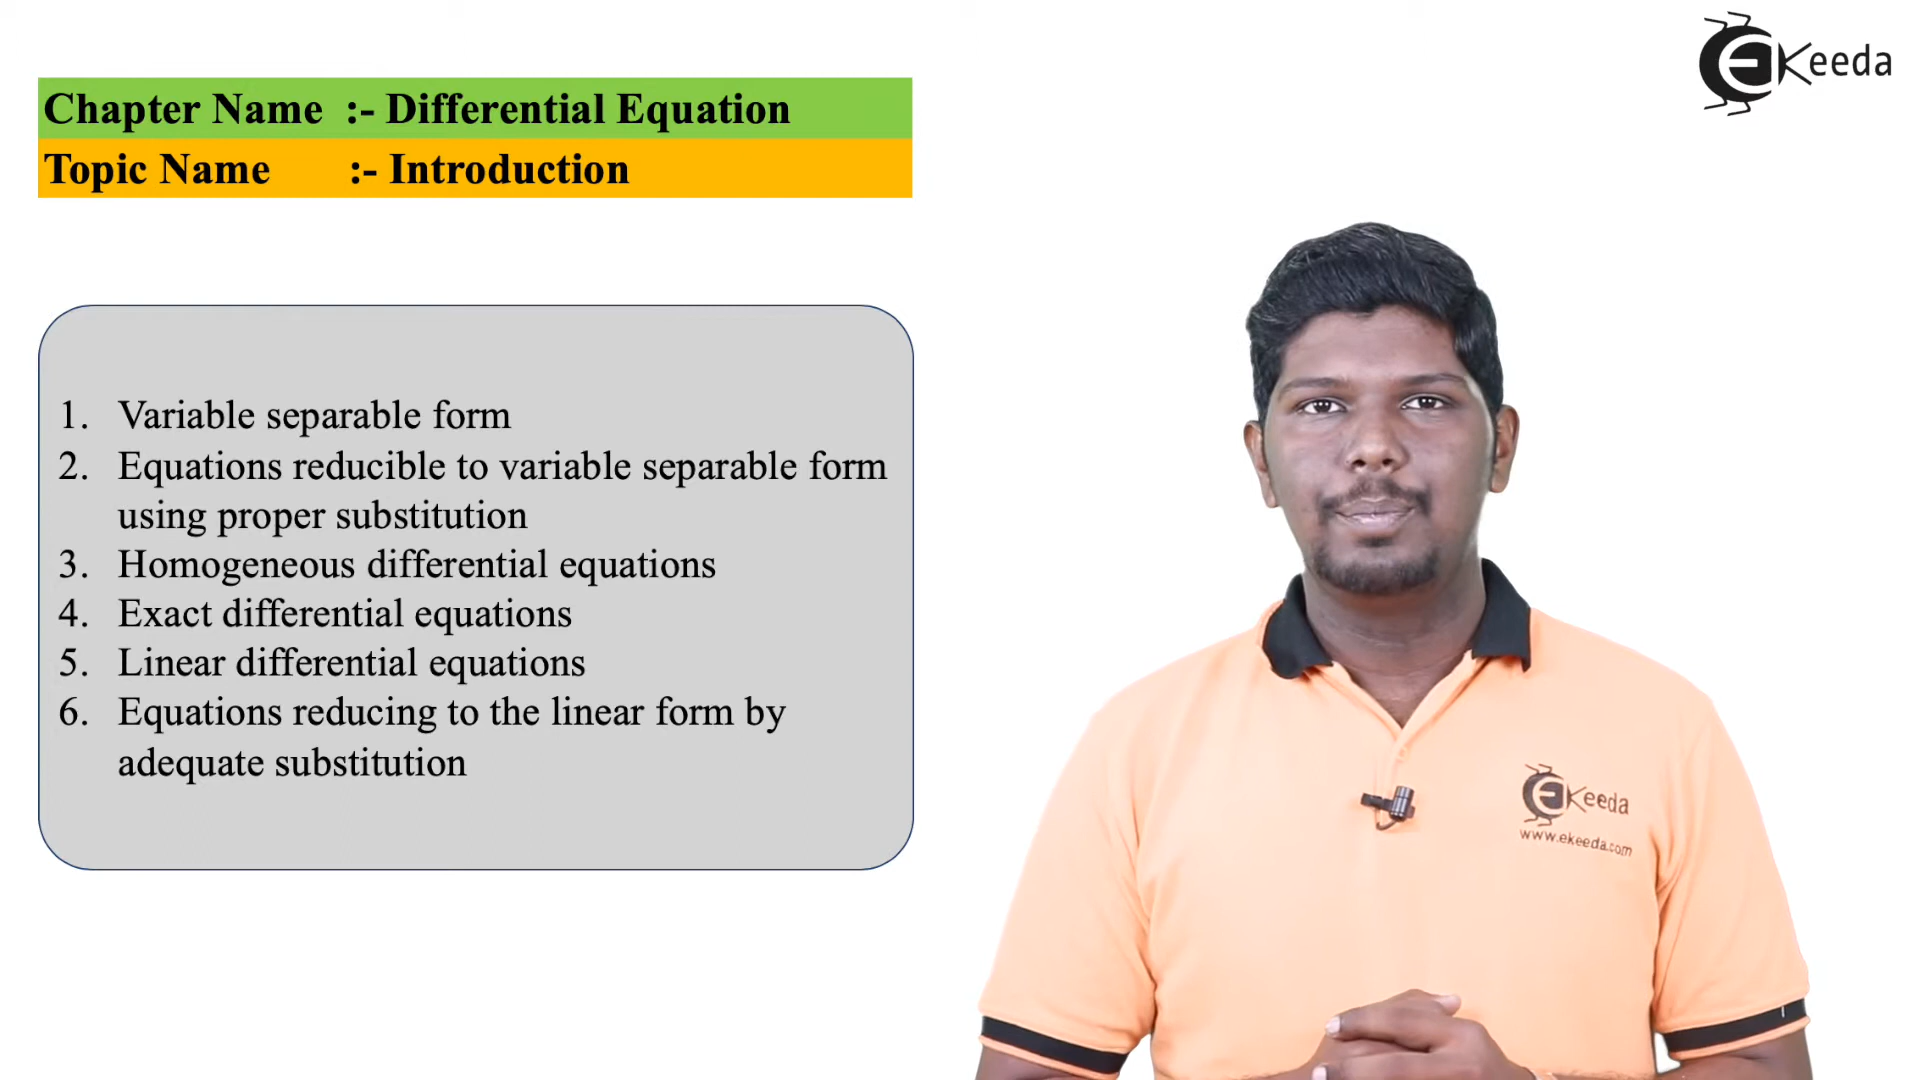 EKeeda
Chapter Name :- Differential Equation
Topic Name :- Introduction
1. Variable separable form
2. Equations reducible to variable separable form
using proper substitution
3. Homogeneous differential equations
4. Exact differential equations
5. Linear differential equations
6. Equations reducing to the linear form by
adequate substitution
EKeeda
www.ekeeda.com